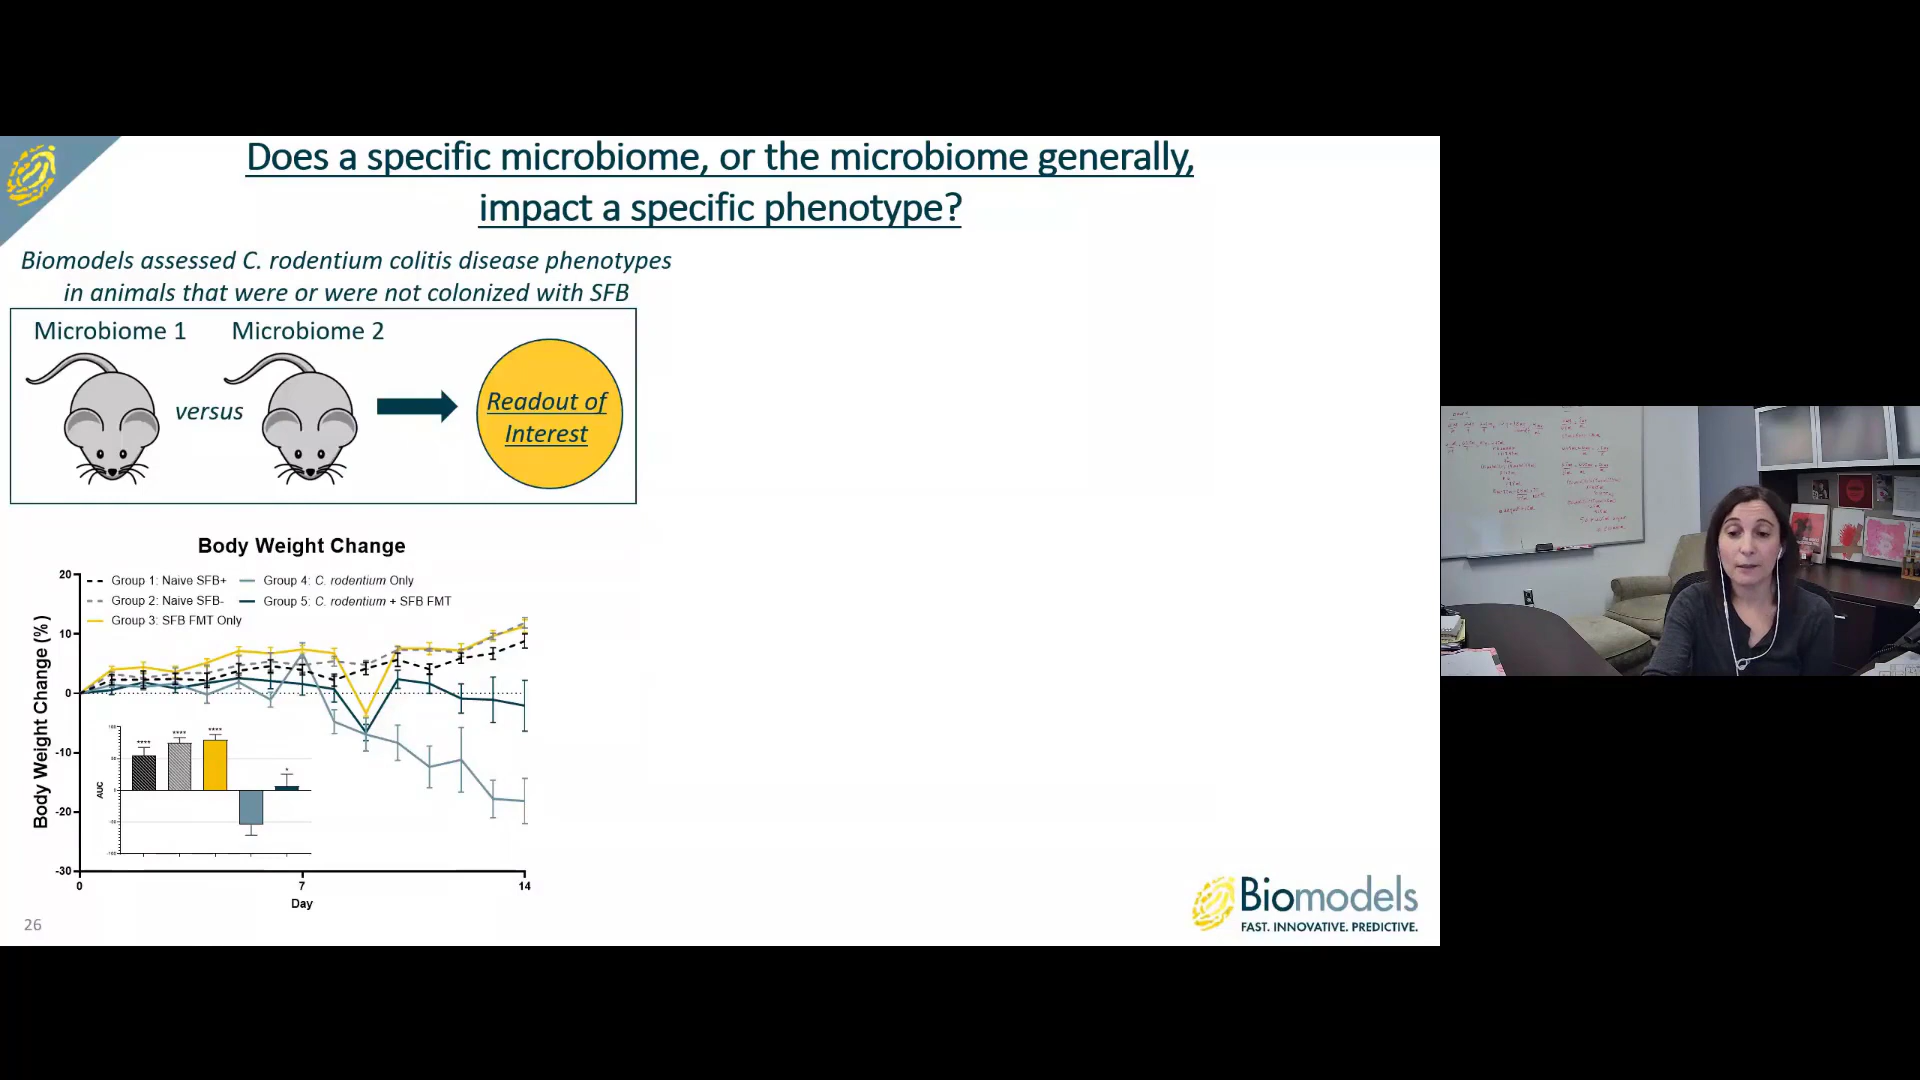 Does a specific microbiome, or the microbiome generally,
impact a specific phenotype?
Biomodels assessed C. rodentium colitis disease phenotypes
in animals that were or were not colonized with SFB
Microbiome 1
Microbiome 2
versus
Readout of
Interest
Body Weight Change
Group 1: Naive SFB+
Group 2: Naive SFB-
Group 3: SFB FMT Only
Group 4: C. rodentium Only
Group 5: C. rodentium + SFB FMT
Body Weight Change (%)
20
10
0
-10
-20
-30
AUC
****
****
****
*
0
7
14
Day
26
Biomodels
FAST. INNOVATIVE. PREDICTIVE.